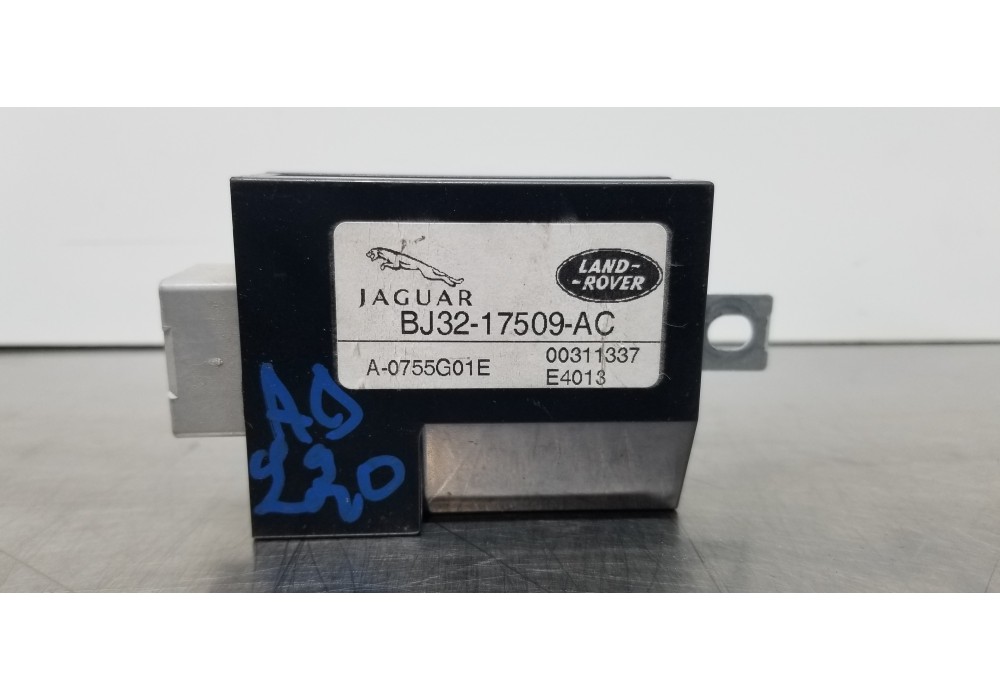 JAGUAR
LAND-
-ROVER
BJ32-17509-AC
A-0755G01E
00311337
E4013
AD
220